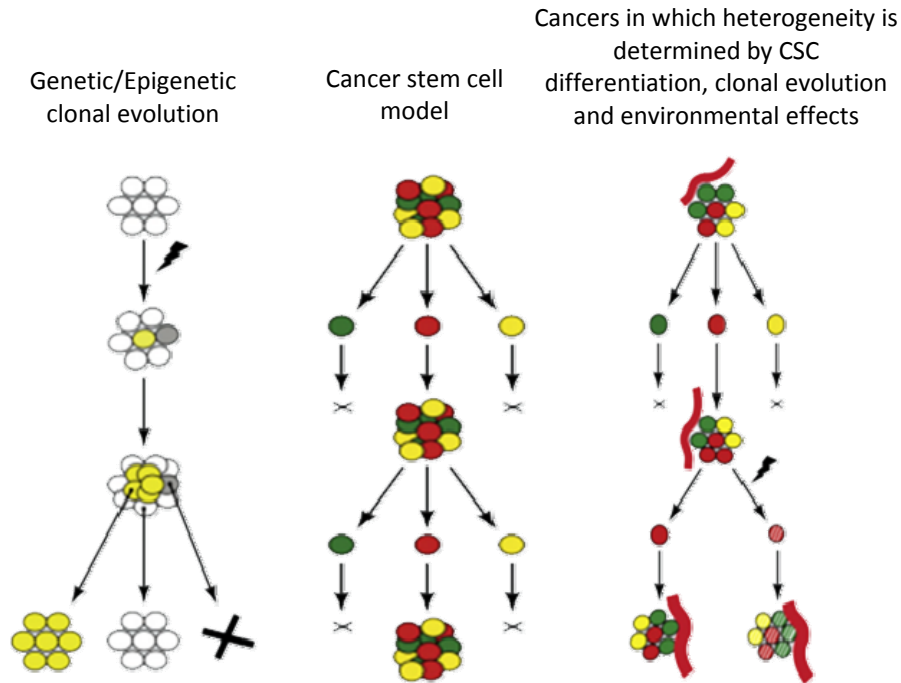 Genetic/Epigenetic
clonal evolution
Cancer stem cell
model
Cancers in which heterogeneity is
determined by CSC
differentiation, clonal evolution
and environmental effects